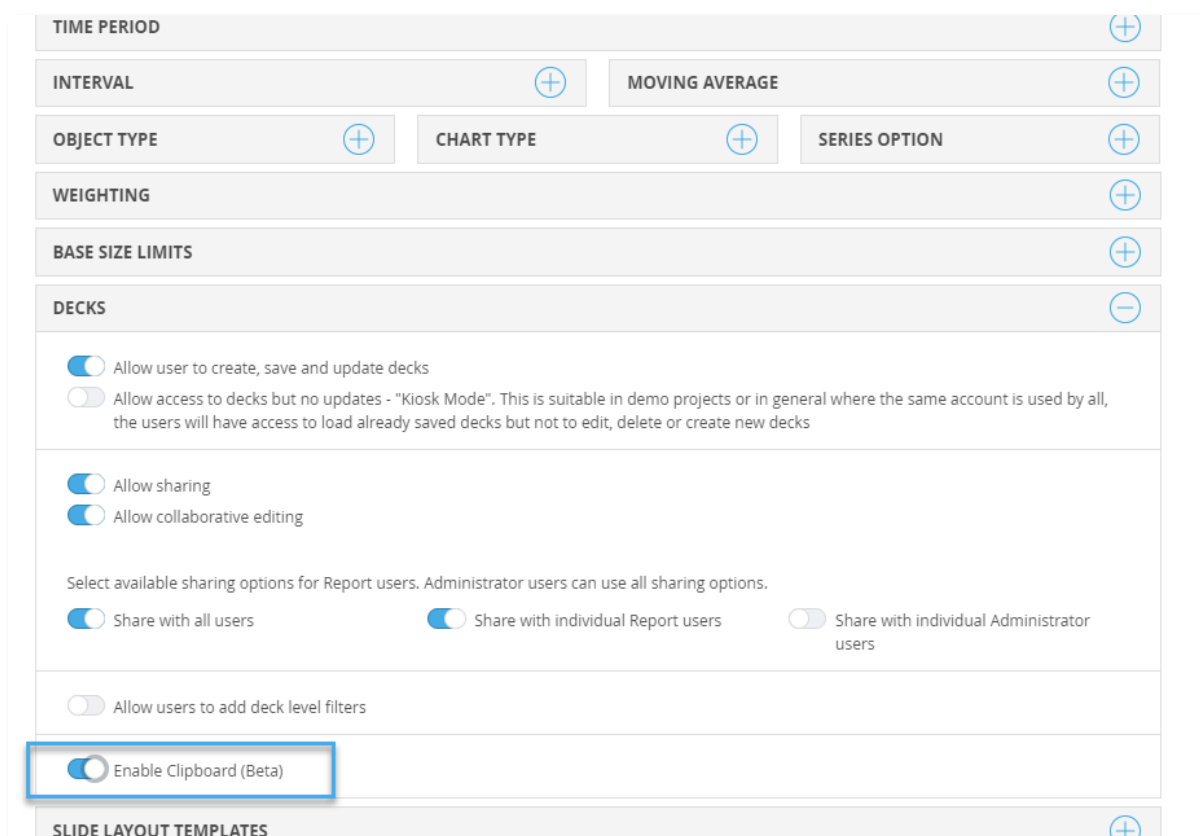 TIME PERIOD
INTERVAL
MOVING AVERAGE
OBJECT TYPE
CHART TYPE
SERIES OPTION
WEIGHTING
BASE SIZE LIMITS
DECKS
Allow user to create, save and update decks
Allow access to decks but no updates - "Kiosk Mode". This is suitable in demo projects or in general where the same account is used by all,
the users will have access to load already saved decks but not to edit, delete or create new decks
Allow sharing
Allow collaborative editing
Select available sharing options for Report users. Administrator users can use all sharing options.
Share with all users
Share with individual Report users
Share with individual Administrator
users
Allow users to add deck level filters
Enable Clipboard (Beta)
SLIDE LAYOUT TEMPLATES